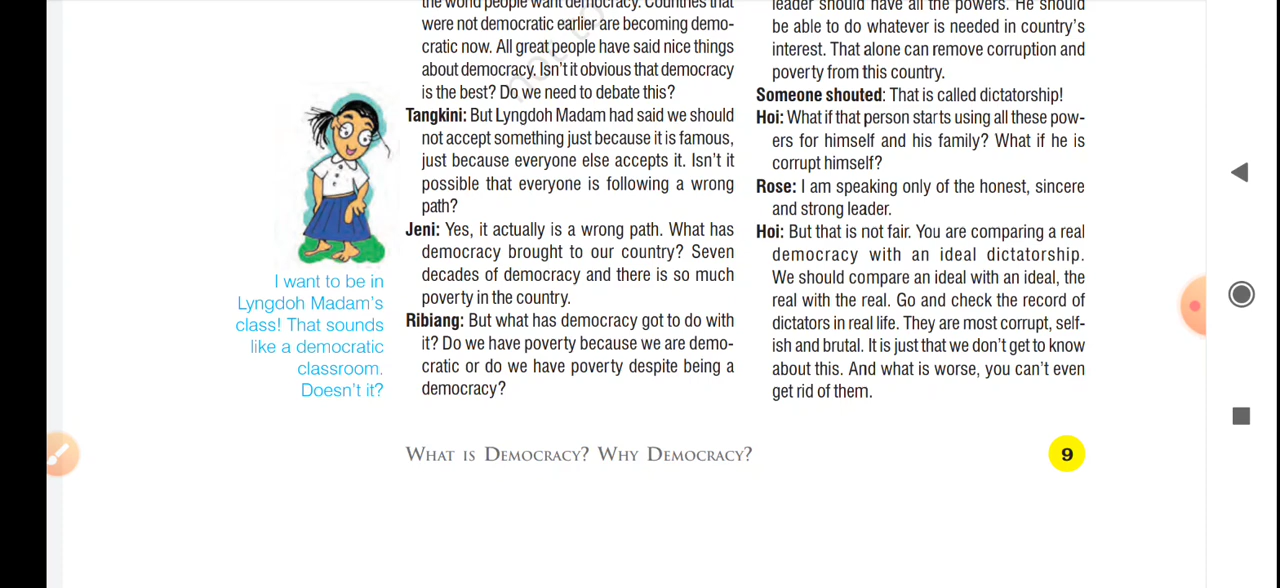 the world people want democracy. Countries that
were not democratic earlier are becoming demo-
cratic now. All great people have said nice things
about democracy. Isn't it obvious that democracy
is the best? Do we need to debate this?
Tangkini: But Lyngdoh Madam had said we should
not accept something just because it is famous,
just because everyone else accepts it. Isn't it
possible that everyone is following a wrong
path?
Jeni: Yes, it actually is a wrong path. What has
democracy brought to our country? Seven
decades of democracy and there is so much
poverty in the country.
Ribiang: But what has democracy got to do with
it? Do we have poverty because we are demo-
cratic or do we have poverty despite being a
democracy?
I want to be in
Lyngdoh Madam's
class! That sounds
like a democratic
classroom.
Doesn't it?
leader should have all the powers. He should
be able to do whatever is needed in country's
interest. That alone can remove corruption and
poverty from this country.
Someone shouted: That is called dictatorship!
Hoi: What if that person starts using all these pow-
ers for himself and his family? What if he is
corrupt himself?
Rose: I am speaking only of the honest, sincere
and strong leader.
Hoi: But that is not fair. You are comparing a real
democracy with an ideal dictatorship.
We should compare an ideal with an ideal, the
real with the real. Go and check the record of
dictators in real life. They are most corrupt, self-
ish and brutal. It is just that we don't get to know
about this. And what is worse, you can't even
get rid of them.
WHAT IS DEMOCRACY? WHY DEMOCRACY?
9